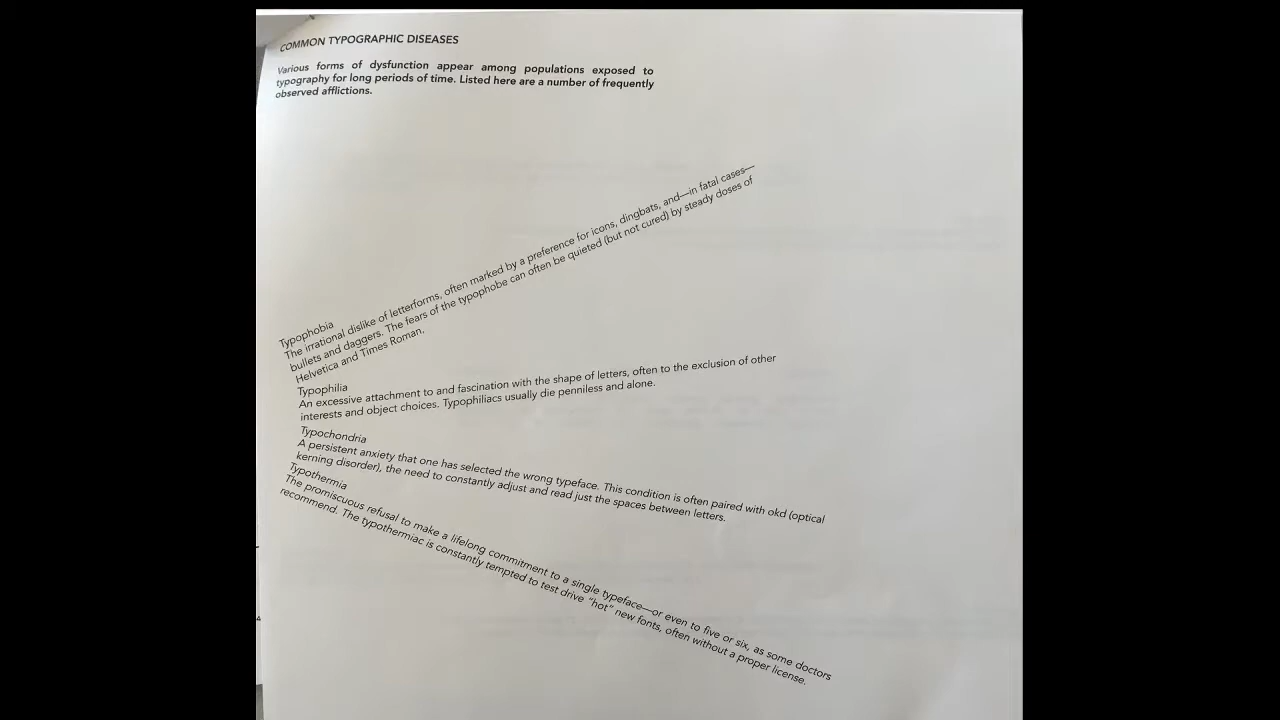 COMMON TYPOGRAPHIC DISEASES
Various forms of dysfunction appear among populations exposed to
typography for long periods of time. Listed here are a number of frequently
observed afflictions.
Typophobia
The irrational dislike of letterforms, often marked by a preference for icons, dingbats, and—in fatal cases—
bullets and daggers. The fears of the typophobe can often be quieted (but not cured) by steady doses of
Helvetica and Times Roman.
Typophilia
An excessive attachment to and fascination with the shape of letters, often to the exclusion of other
interests and object choices. Typophiliacs usually die penniless and alone.
Typochondria
A persistent anxiety that one has selected the wrong typeface. This condition is often paired with okd (optical
kerning disorder), the need to constantly adjust and read just the spaces between letters.
Typothermia
The promiscuous refusal to make a lifelong commitment to a single typeface—or even to five or six, as some doctors
recommend. The typothermiac is constantly tempted to test drive "hot" new fonts, often without a proper license.